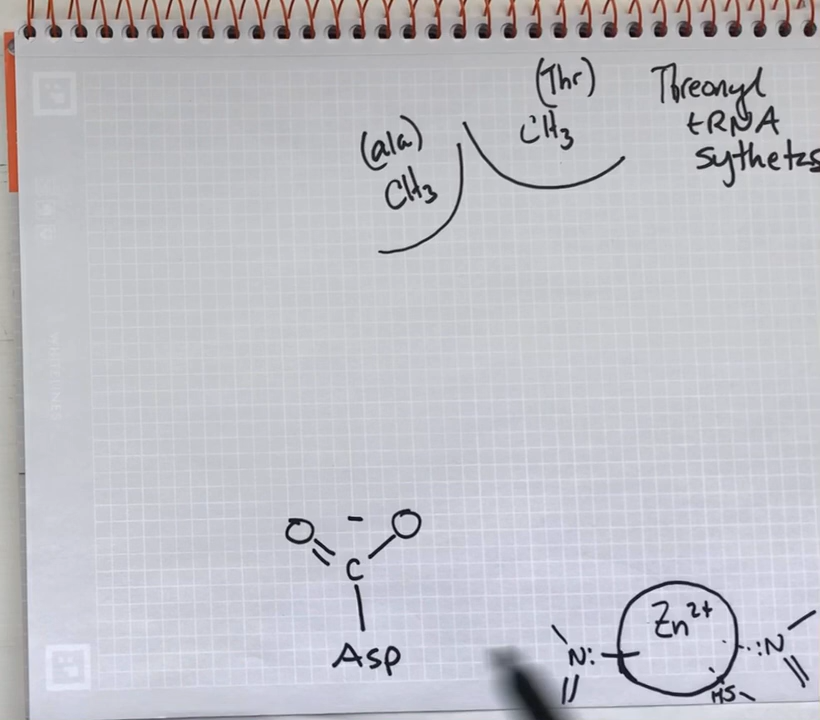 (ala)
CH3
(Thr)
CH3
Threonyl
tRNA
Sythetas
O - O
C
Asp
Zn2+
N:
:N
HS